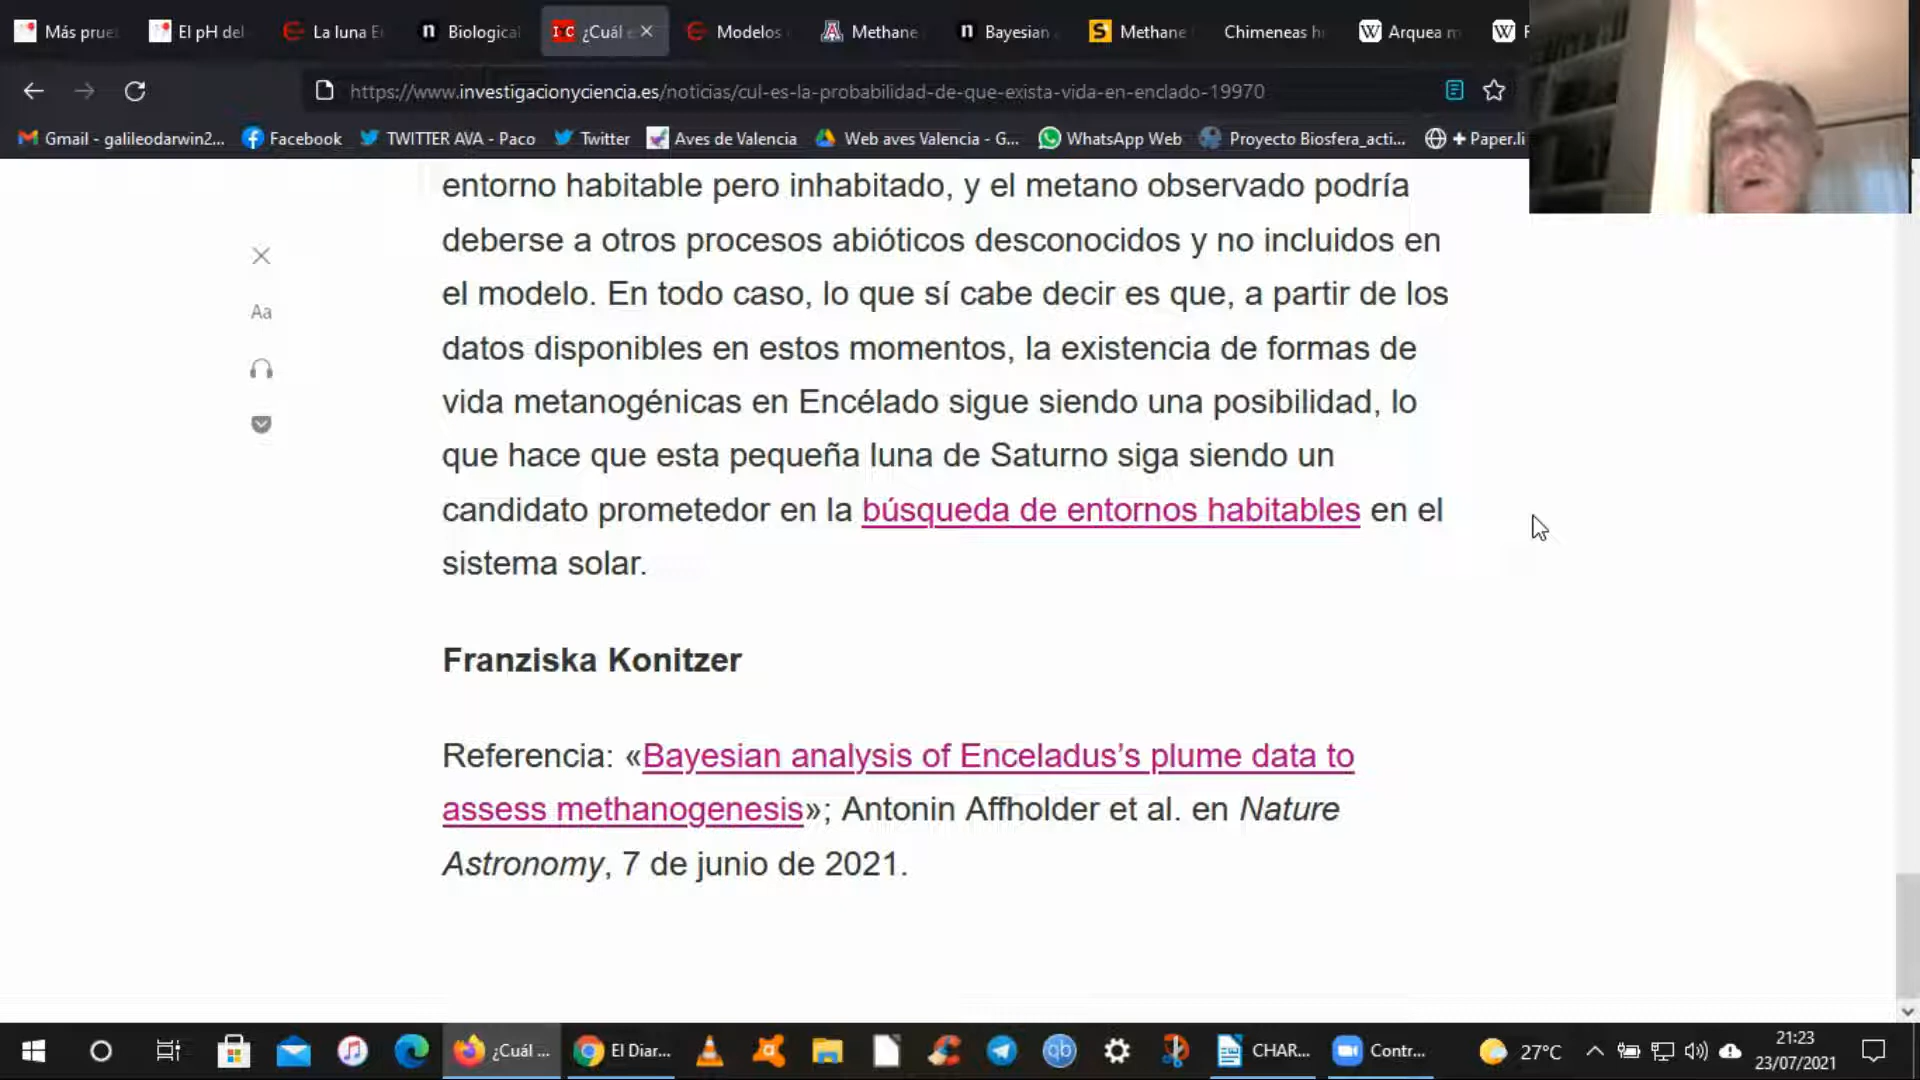 Más prue
El pH del
La luna E
Biological
¿Cuál e
Modelos
Methane
Bayesian
Methane
Chimeneas h
Arquea m
https://www.investigacionyciencia.es/noticias/cul-es-la-probabilidad-de-que-exista-vida-en-enclado-19970
Gmail - galileodarwin2...
Facebook
TWITTER AVA - Paco
Twitter
Aves de Valencia
Web aves Valencia - G...
WhatsApp Web
Proyecto Biosfera_acti...
+ Paper.li
entorno habitable pero inhabitado, y el metano observado podría
deberse a otros procesos abióticos desconocidos y no incluidos en
el modelo. En todo caso, lo que sí cabe decir es que, a partir de los
datos disponibles en estos momentos, la existencia de formas de
vida metanogénicas en Encélado sigue siendo una posibilidad, lo
que hace que esta pequeña luna de Saturno siga siendo un
candidato prometedor en la búsqueda de entornos habitables en el
sistema solar.
Aa
Franziska Konitzer
Referencia: «Bayesian analysis of Enceladus's plume data to
assess methanogenesis»; Antonin Affholder et al. en Nature
Astronomy, 7 de junio de 2021.
¿Cuál ...
El Diar...
CHAR...
Contr...
27°C
21:23
23/07/2021